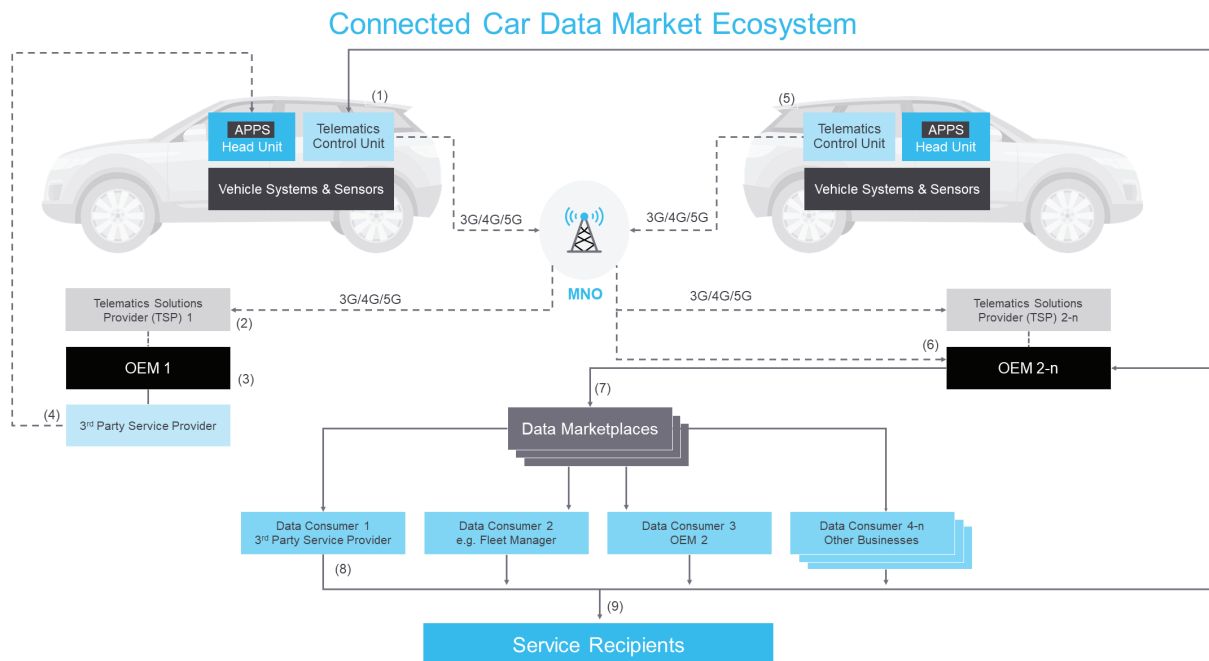 Connected Car Data Market Ecosystem
(1)
(5)
APPS
Head Unit
Telematics
Control Unit
Vehicle Systems & Sensors
Telematics
Control Unit
APPS
Head Unit
Vehicle Systems & Sensors
3G/4G/5G
3G/4G/5G
MNO
3G/4G/5G
3G/4G/5G
Telematics Solutions
Provider (TSP) 1
(2)
Telematics Solutions
Provider (TSP) 2-n
OEM 1
(3)
(6)
OEM 2-n
(4)
3rd Party Service Provider
(7)
Data Marketplaces
Data Consumer 1
3rd Party Service Provider
Data Consumer 2
e.g. Fleet Manager
Data Consumer 3
OEM 2
Data Consumer 4-n
Other Businesses
(8)
(9)
Service Recipients